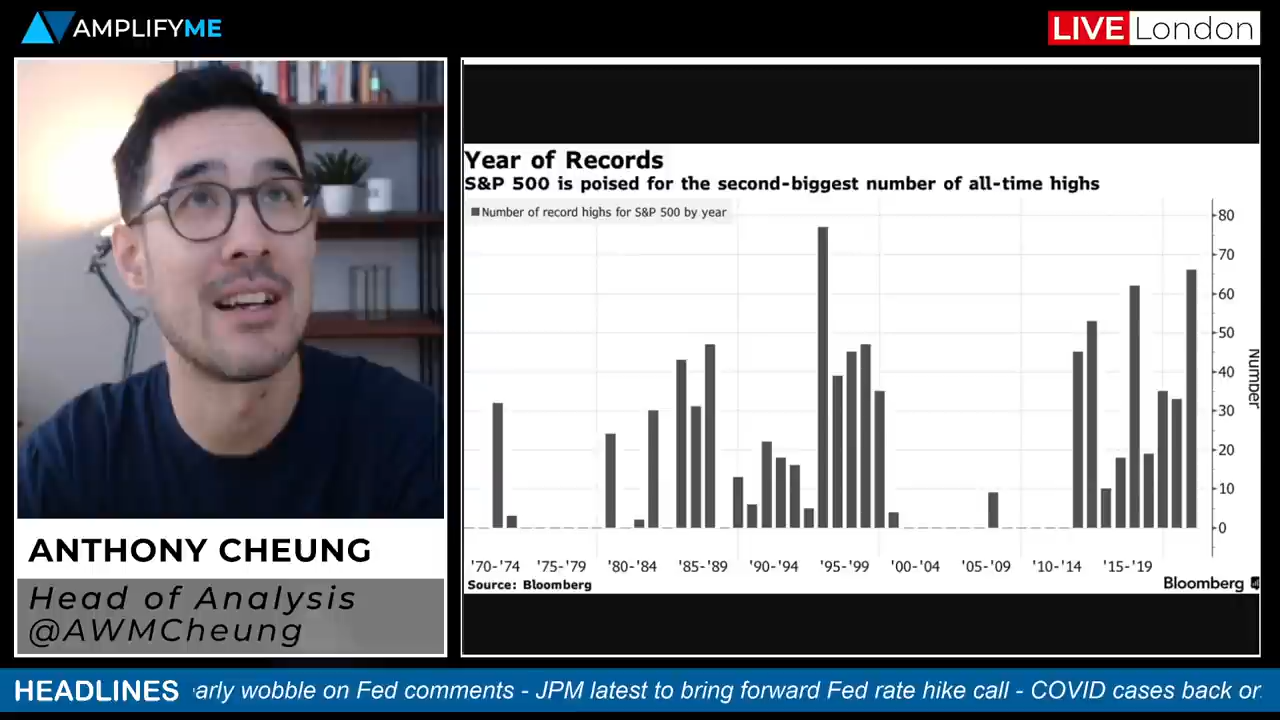 AMPLIFYME
LIVE London
Year of Records
S&P 500 is poised for the second-biggest number of all-time highs
Number of record highs for S&P 500 by year
80
70
60
50
40
30
20
10
0
Number
'70-'74 '75-'79 '80-'84 '85-'89 '90-'94 '95-'99 '00-'04 '05-'09 '10-'14 '15-'19
Source: Bloomberg
Bloomberg
ANTHONY CHEUNG
Head of Analysis
@AWMCheung
HEADLINES wobble on Fed comments - JPM latest to bring forward Fed rate hike call - COVID cases back